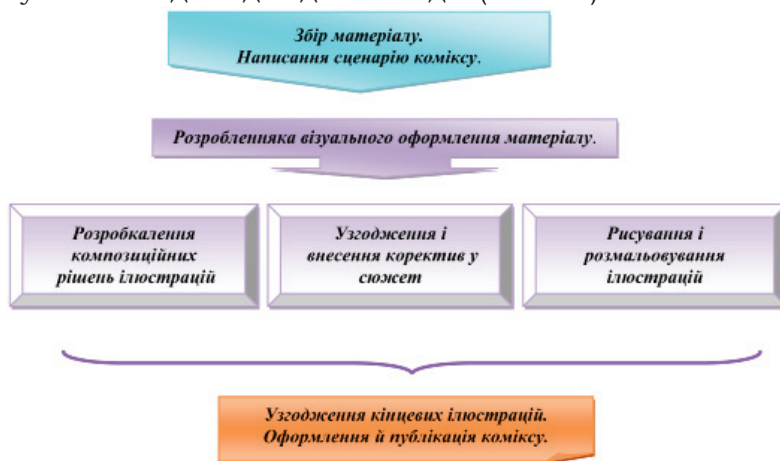 Збір матеріалу.
Написання сценарію коміксу.
Розробленняка візуального оформлення матеріалу.
Розробкалення
композиційних
рішень ілюстрацій
Узгодження і
внесення коректив у
сюжет
Рисування і
розмальовування
ілюстрацій
Узгодження кінцевих ілюстрацій.
Оформлення й публікація коміксу.